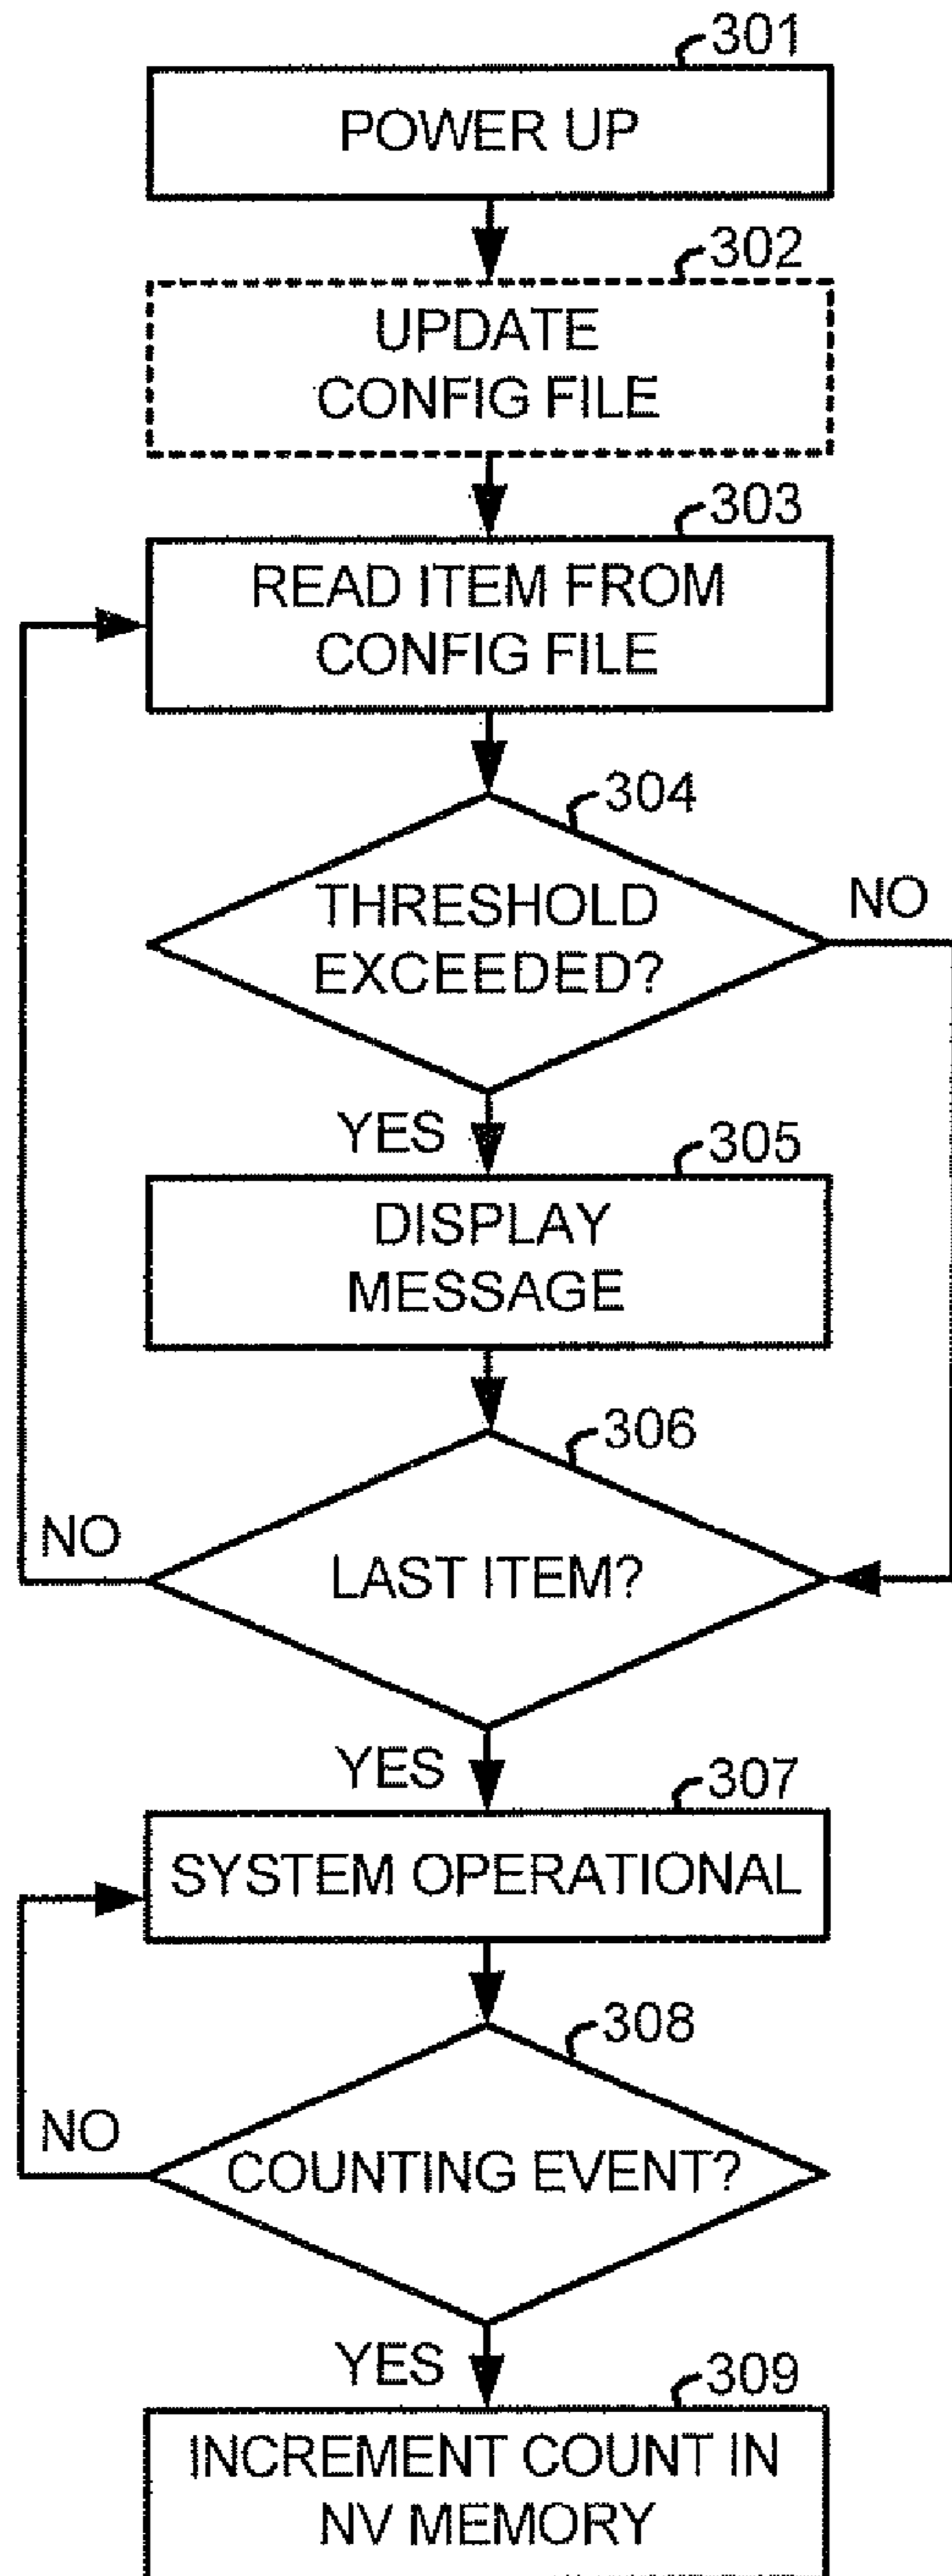 301
POWER UP
302
UPDATE
CONFIG FILE
303
READ ITEM FROM
CONFIG FILE
304
THRESHOLD
EXCEEDED?
NO
YES
305
DISPLAY
MESSAGE
306
NO
LAST ITEM?
YES
307
SYSTEM OPERATIONAL
308
NO
COUNTING EVENT?
YES
309
INCREMENT COUNT IN
NV MEMORY